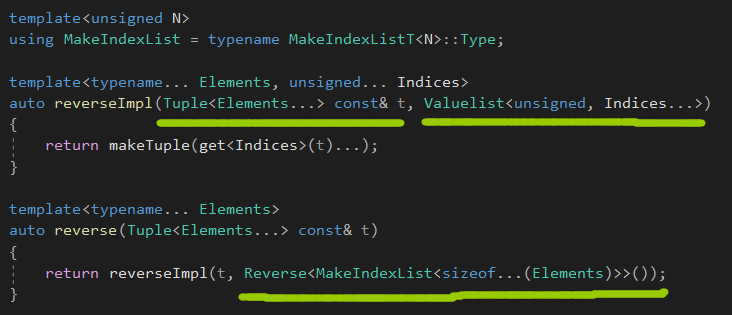 template<unsigned N>
using MakeIndexList = typename MakeIndexListT<N>::Type;
template<typename... Elements, unsigned... Indices>
auto reverseImpl(Tuple<Elements...> const& t, Valuelist<unsigned, Indices...>)
{
return makeTuple(get<Indices>(t)...);
}
template<typename... Elements>
auto reverse(Tuple<Elements...> const& t)
{
return reverseImpl(t, Reverse<MakeIndexList<sizeof...(Elements)>>());
}